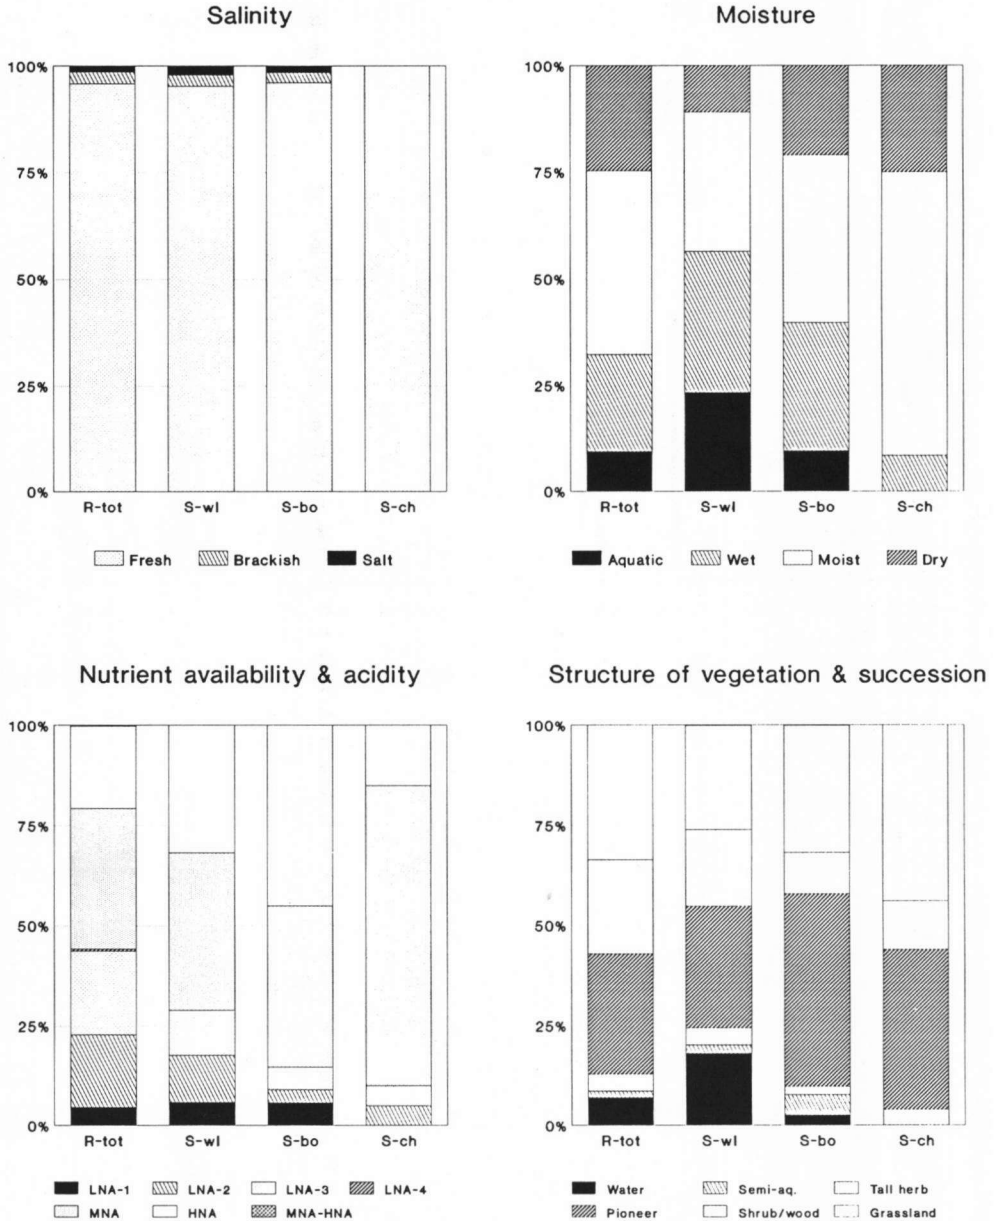 Salinity
100%
75%
50%
25%
0%
R-tot S-wl S-bo S-ch
Fresh Brackish Salt
Moisture
100%
75%
50%
25%
0%
R-tot S-wl S-bo S-ch
Aquatic Wet Moist Dry
Nutrient availability & acidity
100%
75%
50%
25%
0%
R-tot S-wl S-bo S-ch
LNA-1 LNA-2 LNA-3 LNA-4
MNA HNA MNA-HNA
Structure of vegetation & succession
100%
75%
50%
25%
0%
R-tot S-wl S-bo S-ch
Water Semi-aq. Tall herb
Pioneer Shrub/wood Grassland